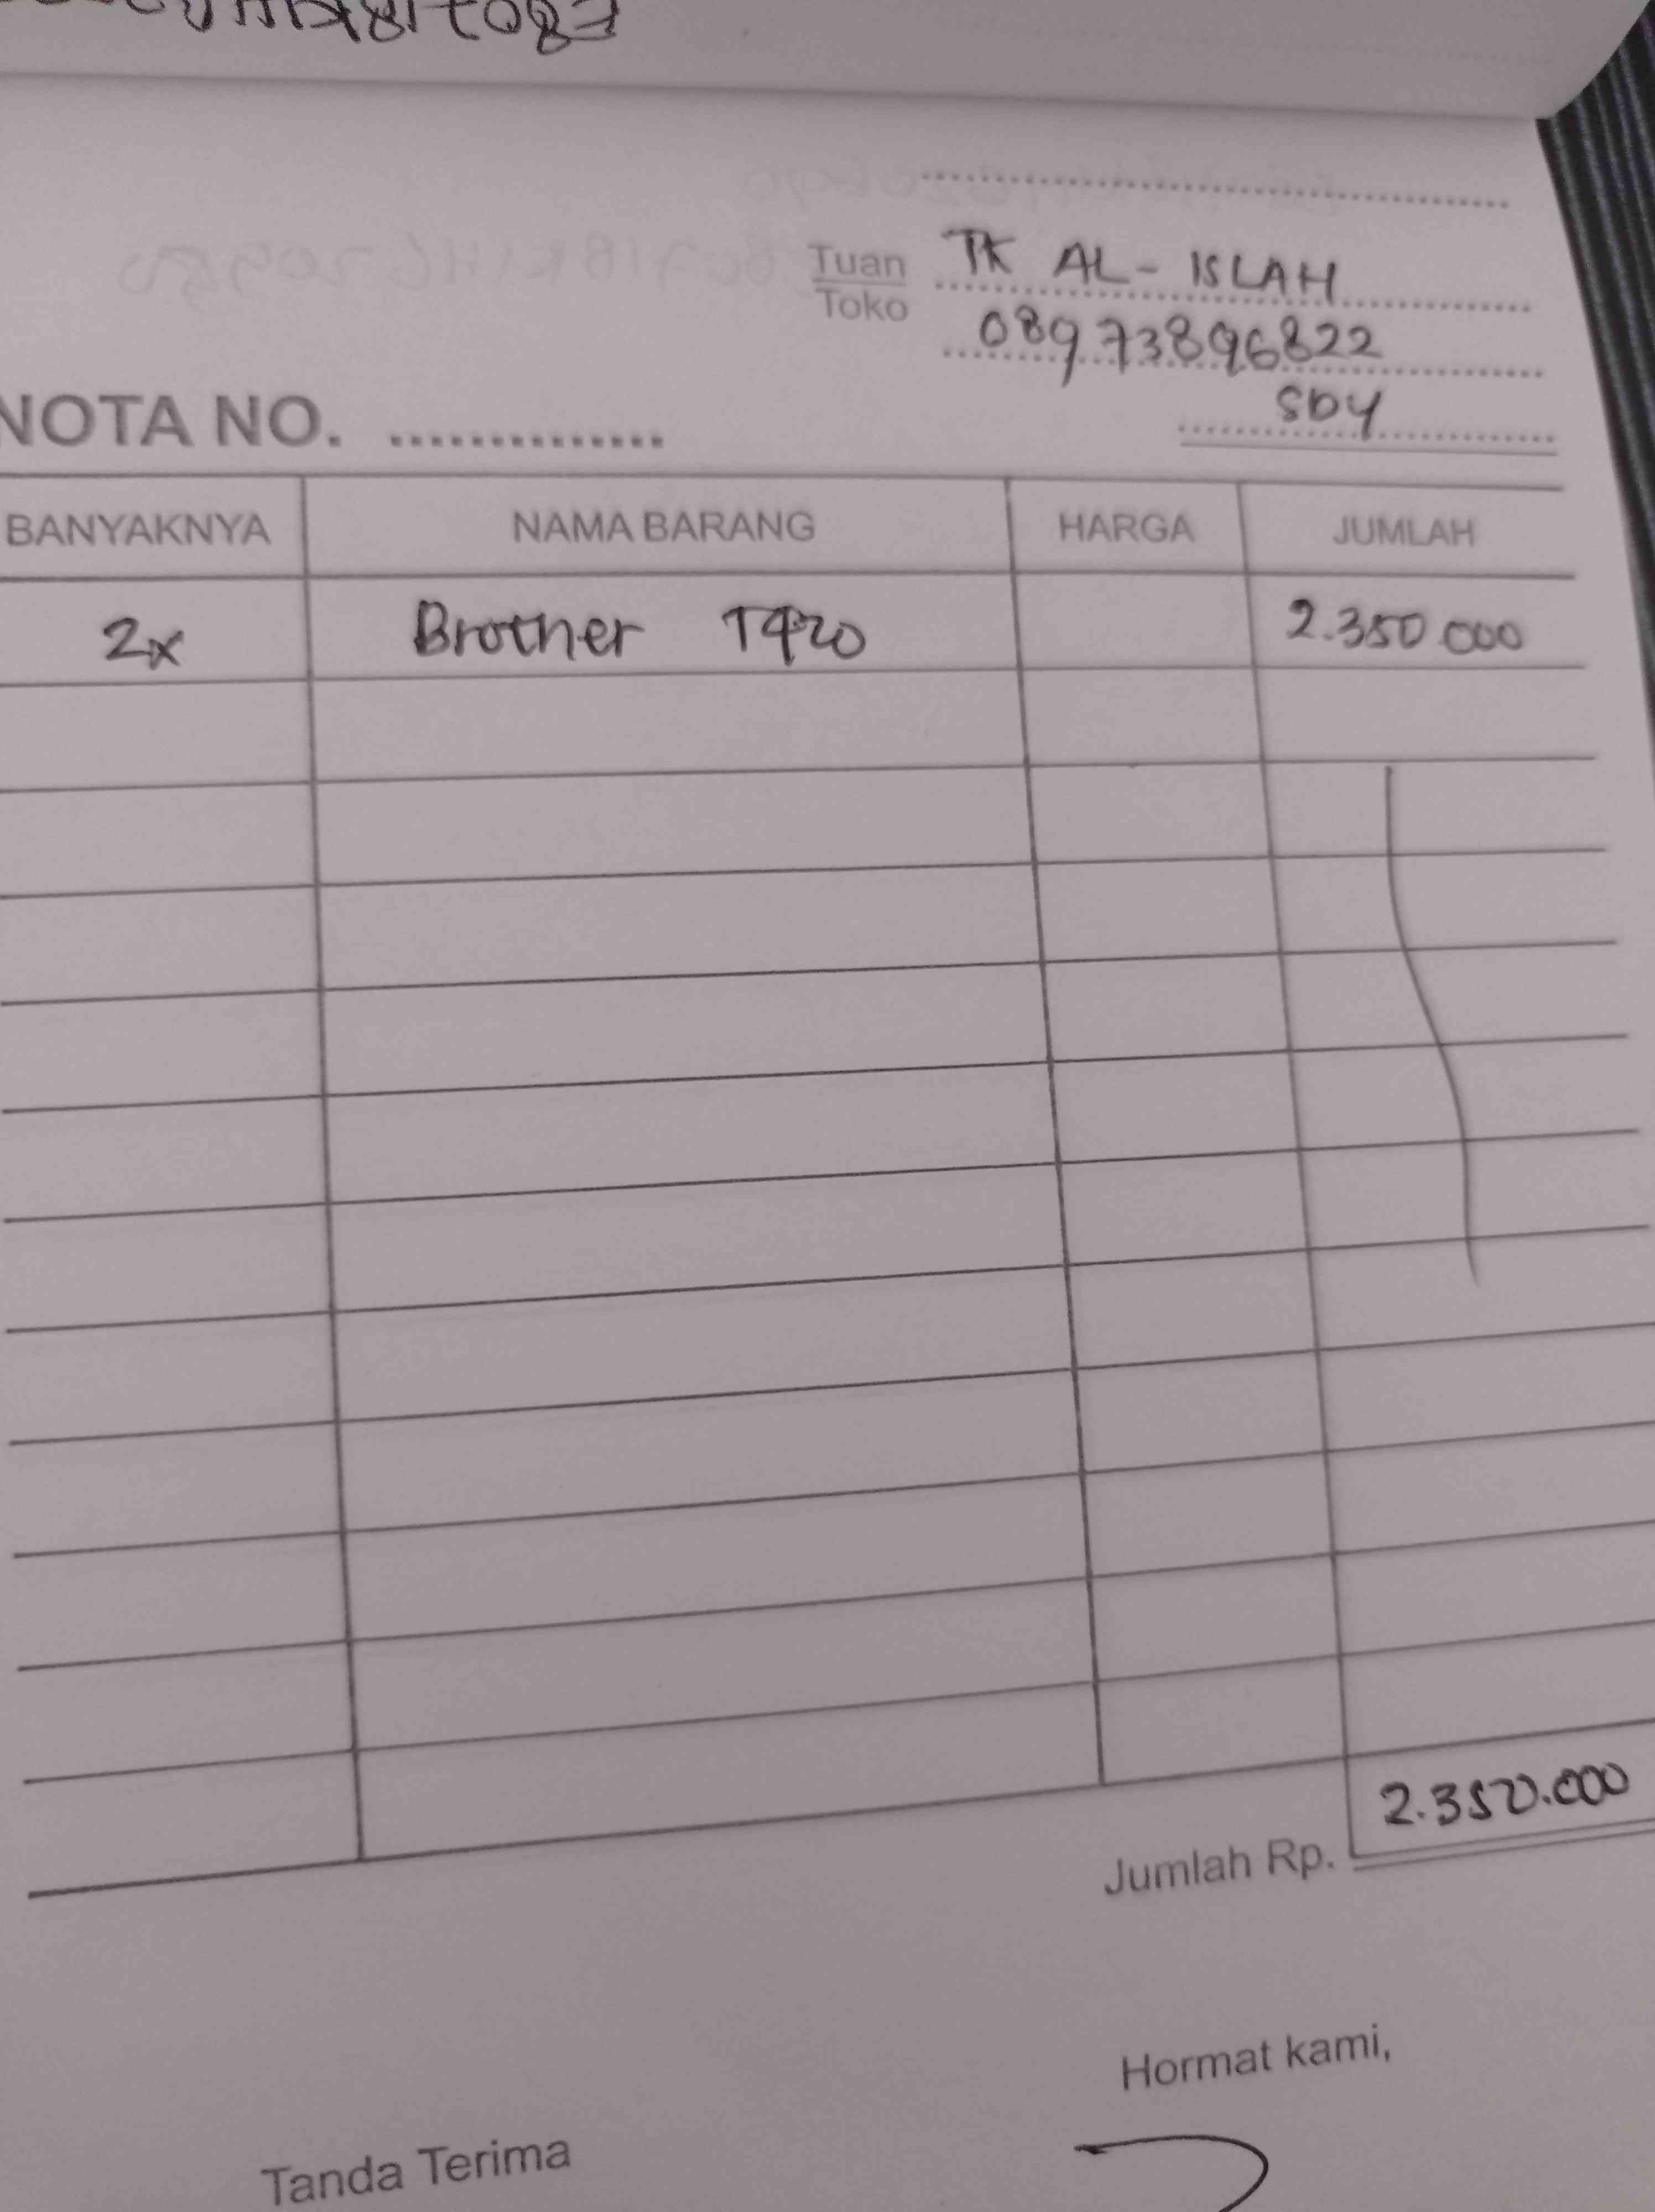 Tuan
Toko
TK AL-ISLAH
08973896822
SBY
NOTA NO. ..............
BANYAKNYA NAMA BARANG HARGA JUMLAH
2x Brother T420 2.350.000
Jumlah Rp. 2.350.000
Hormat kami,
Tanda Terima